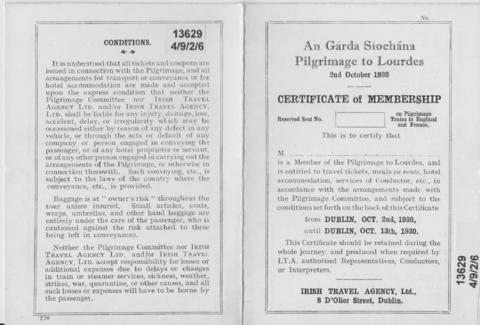 13629
4/9/2/6
CONDITIONS.
It is understood that all tickets and coupons are
issued in connection with the Pilgrimage, and all
arrangements for transport or conveyance or for
hotel accommodation are made and accepted
upon the express condition that neither the
Pilgrimage Committee nor IRISH TRAVEL
AGENCY, LTD. and/or IRISH TRAVEL AGENCY,
LTD. shall be liable for any injury, damage, loss,
accident, delay, or irregularity which may be
occasioned either by reason of any defect in any
vehicle, or through the acts or default of any
company or person engaged in conveying the
passenger, or of any hotel proprietor or servant,
or of any other person engaged in carrying out the
arrangements of the Pilgrimage, or otherwise in
connection therewith. Such conveying, etc., is
subject to the laws of the country where the
conveyance, etc., is provided.
Baggage is at "owner's risk" throughout the
tour unless insured. Small articles, coats,
wraps, umbrellas, and other hand baggage are
entirely under the care of the passenger, who is
cautioned against the risk attached to these
being left in conveyances.
Neither the Pilgrimage Committee nor IRISH
TRAVEL AGENCY LTD. and/or IRISH TRAVEL
AGENCY LTD. accept responsibility for losses or
additional expenses due to delays or changes
in train or steamer services, sickness, weather,
strikes, war, quarantine, or other causes, and all
such losses or expenses will have to be borne by
the passenger.
276
No.
An Gárda Síochána
Pilgrimage to Lourdes
2nd October 1930
CERTIFICATE of MEMBERSHIP
Reserved Seat No.
on Pilgrimage
Trains in England
and France.
This is to certify that
M.
is a Member of the Pilgrimage to Lourdes, and
is entitled to travel tickets, meals en route, hotel
accommodation, services of Conductor, etc., in
accordance with the arrangements made with the
Pilgrimage Committee, and subject to the
conditions set forth on the back of this Certificate
from DUBLIN, OCT. 2nd, 1930,
until DUBLIN, OCT. 13th, 1930.
This Certificate should be retained during the
whole journey, and produced when required by
I.T.A. authorised Representatives, Conductors,
or Interpreters.
IRISH TRAVEL AGENCY, Ltd.,
8 D'Olier Street, Dublin.
13629
4/9/2/6